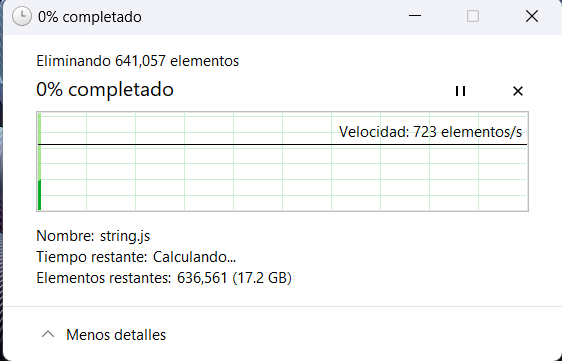 0% completado
Eliminando 641,057 elementos
0% completado
Velocidad: 723 elementos/s
Nombre: string.js
Tiempo restante: Calculando...
Elementos restantes: 636,561 (17.2 GB)
Menos detalles